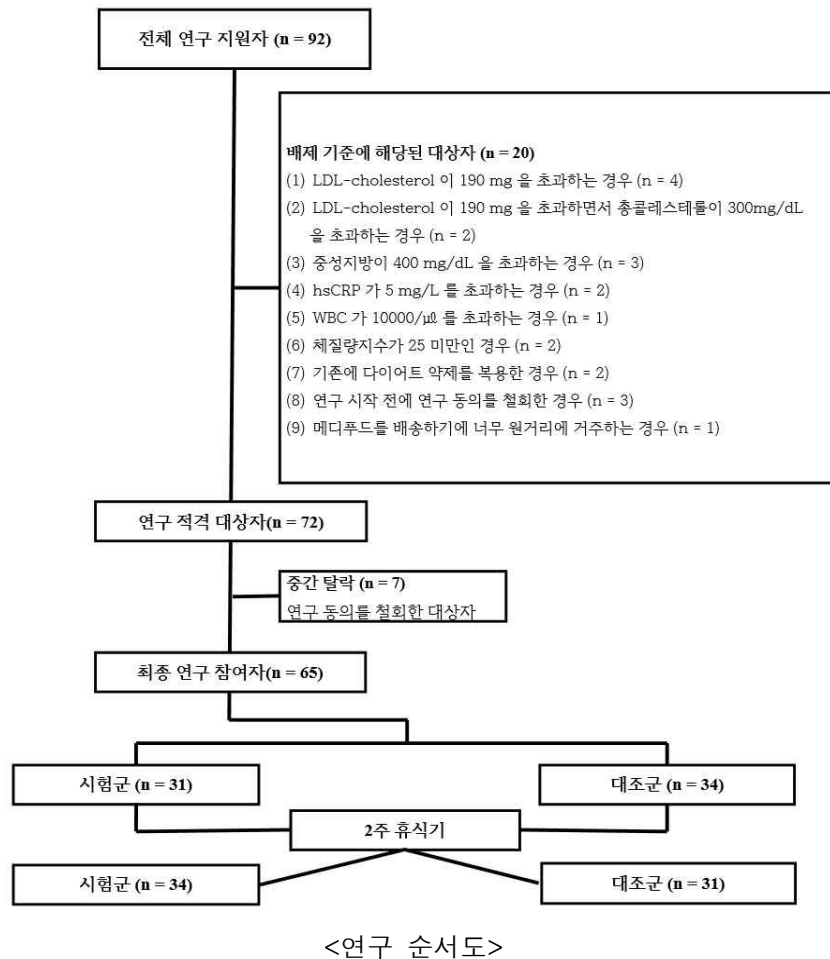 전체 연구 지원자 (n = 92)
배제 기준에 해당된 대상자 (n = 20)
(1) LDL-cholesterol 이 190 mg 을 초과하는 경우 (n = 4)
(2) LDL-cholesterol 이 190 mg 을 초과하면서 총콜레스테롤이 300mg/dL
을 초과하는 경우 (n = 2)
(3) 중성지방이 400 mg/dL 을 초과하는 경우 (n = 3)
(4) hsCRP 가 5 mg/L 를 초과하는 경우 (n = 2)
(5) WBC 가 10000/㎕ 를 초과하는 경우 (n = 1)
(6) 체질량지수가 25 미만인 경우 (n = 2)
(7) 기존에 다이어트 약제를 복용한 경우 (n = 2)
(8) 연구 시작 전에 연구 동의를 철회한 경우 (n = 3)
(9) 메디푸드를 배송하기에 너무 원거리에 거주하는 경우 (n = 1)
연구 적격 대상자(n = 72)
중간 탈락 (n = 7)
연구 동의를 철회한 대상자
최종 연구 참여자(n = 65)
시험군 (n = 31)
대조군 (n = 34)
2주 휴식기
시험군 (n = 34)
대조군 (n = 31)
<연구 순서도>